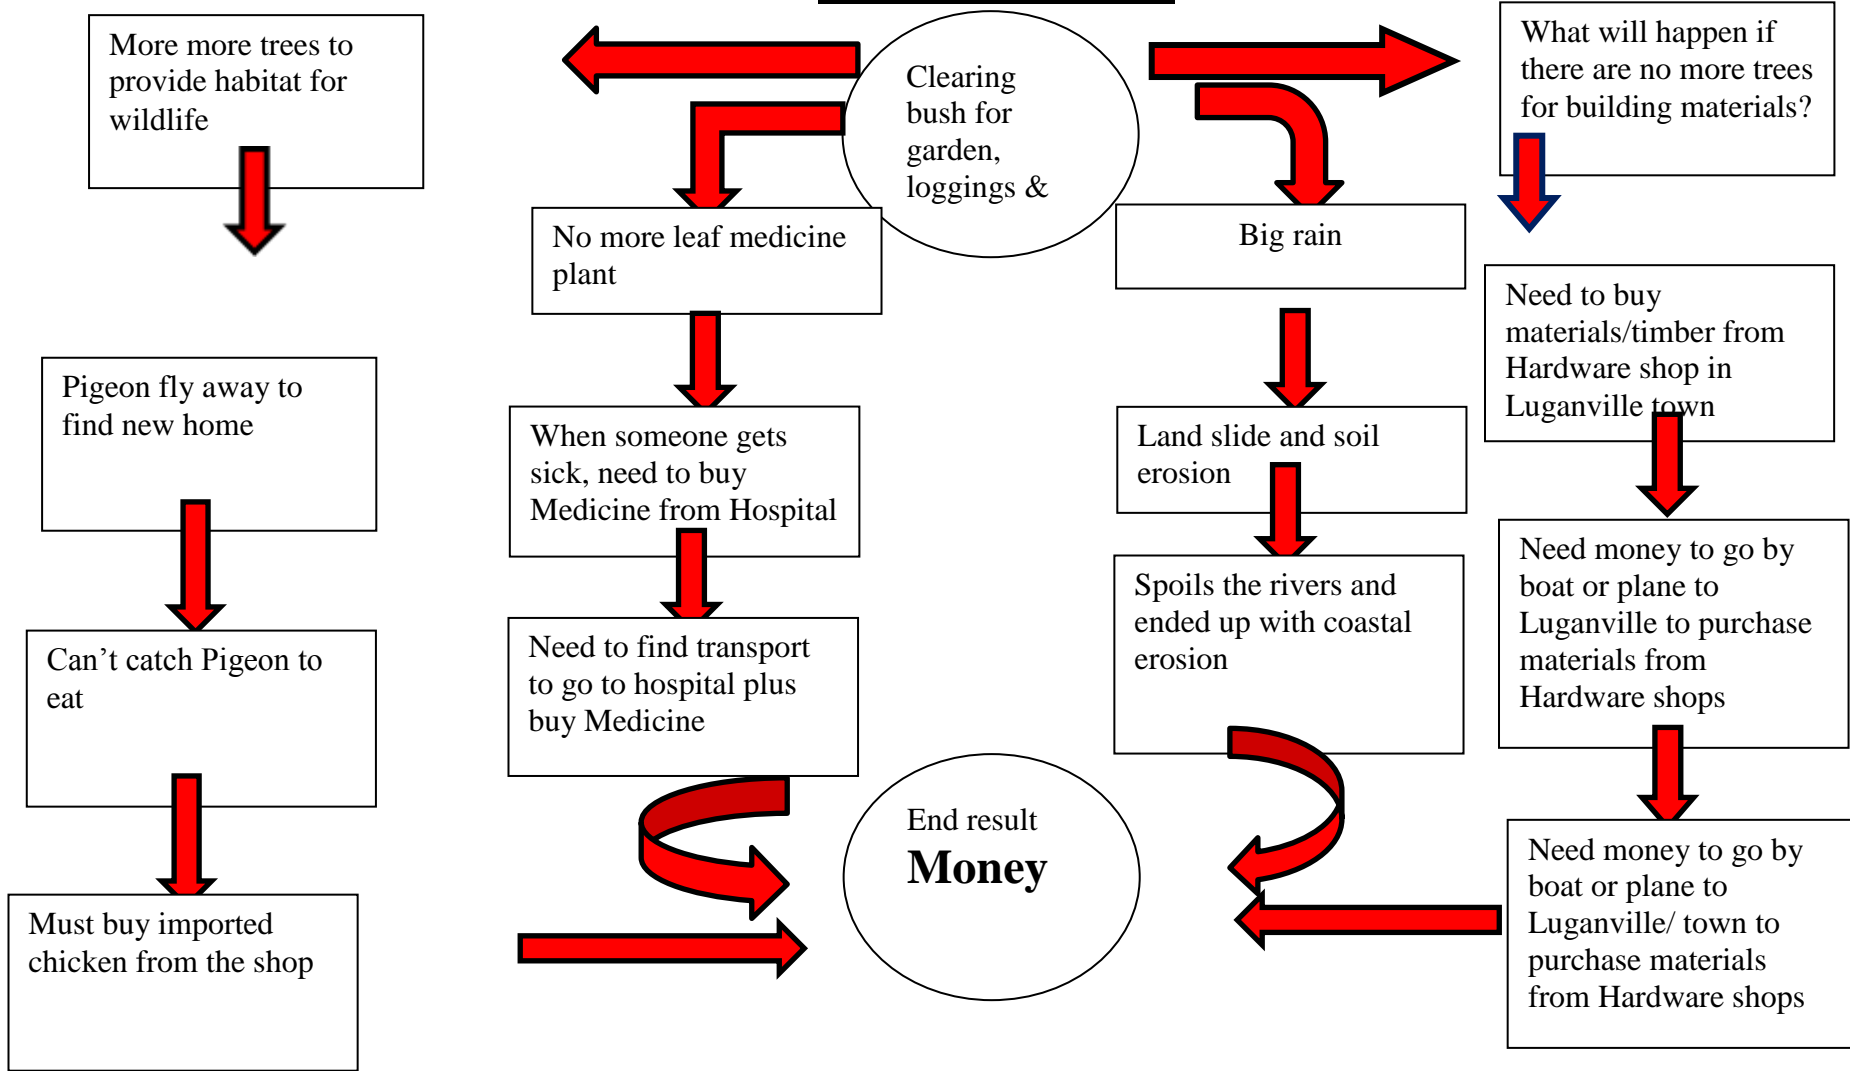 More more trees to
provide habitat for
wildlife
Clearing
bush for
garden,
loggings &
What will happen if
there are no more trees
for building materials?
No more leaf medicine
plant
Big rain
Need to buy
materials/timber from
Hardware shop in
Luganville town
Pigeon fly away to
find new home
When someone gets
sick, need to buy
Medicine from Hospital
Land slide and soil
erosion
Need money to go by
boat or plane to
Luganville to purchase
materials from
Hardware shops
Can’t catch Pigeon to
eat
Need to find transport
to go to hospital plus
buy Medicine
Spoils the rivers and
ended up with coastal
erosion
End result
Money
Need money to go by
boat or plane to
Luganville/ town to
purchase materials
from Hardware shops
Must buy imported
chicken from the shop